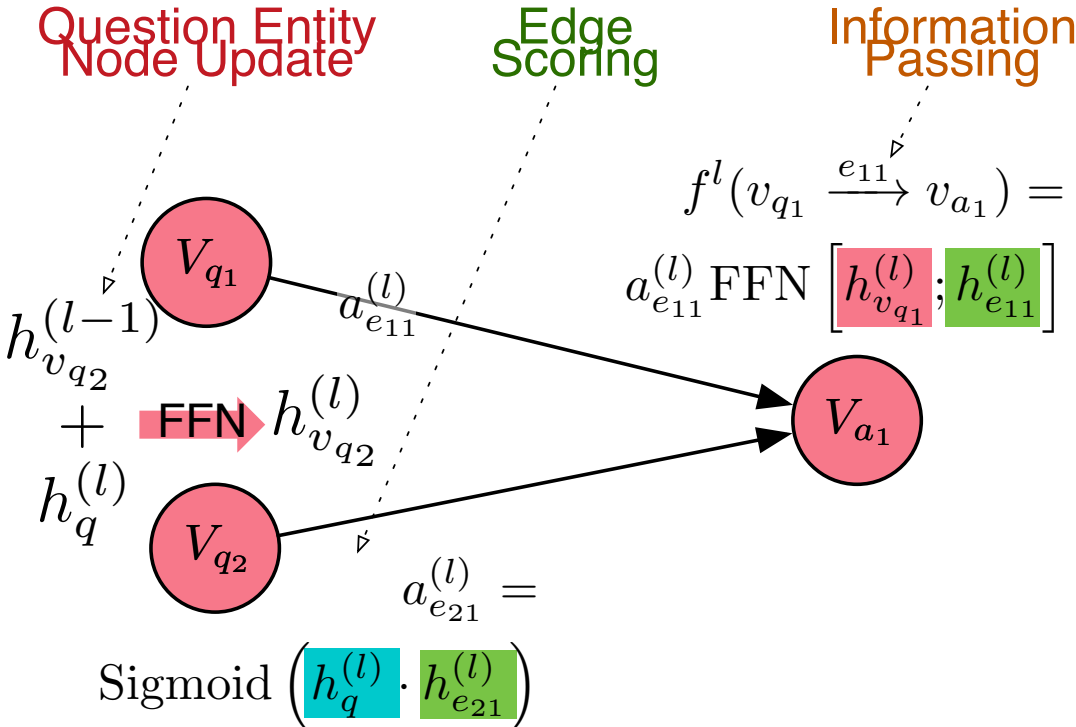 Question Entity
Node Update
Edge
Scoring
Information
Passing
f^l(v_{q_1} \xrightarrow{e_{11}} v_{a_1}) =
a_{e_{11}}^{(l)} FFN [h_{v_{q_1}}^{(l)}; h_{e_{11}}^{(l)}]
V_{q_1}
a_{e_{11}}^{(l)}
h_{v_{q_2}}^{(l-1)}
+
FFN
h_{v_{q_2}}^{(l)}
h_q^{(l)}
V_{a_1}
V_{q_2}
a_{e_{21}}^{(l)} =
Sigmoid (h_q^{(l)} · h_{e_{21}}^{(l)})